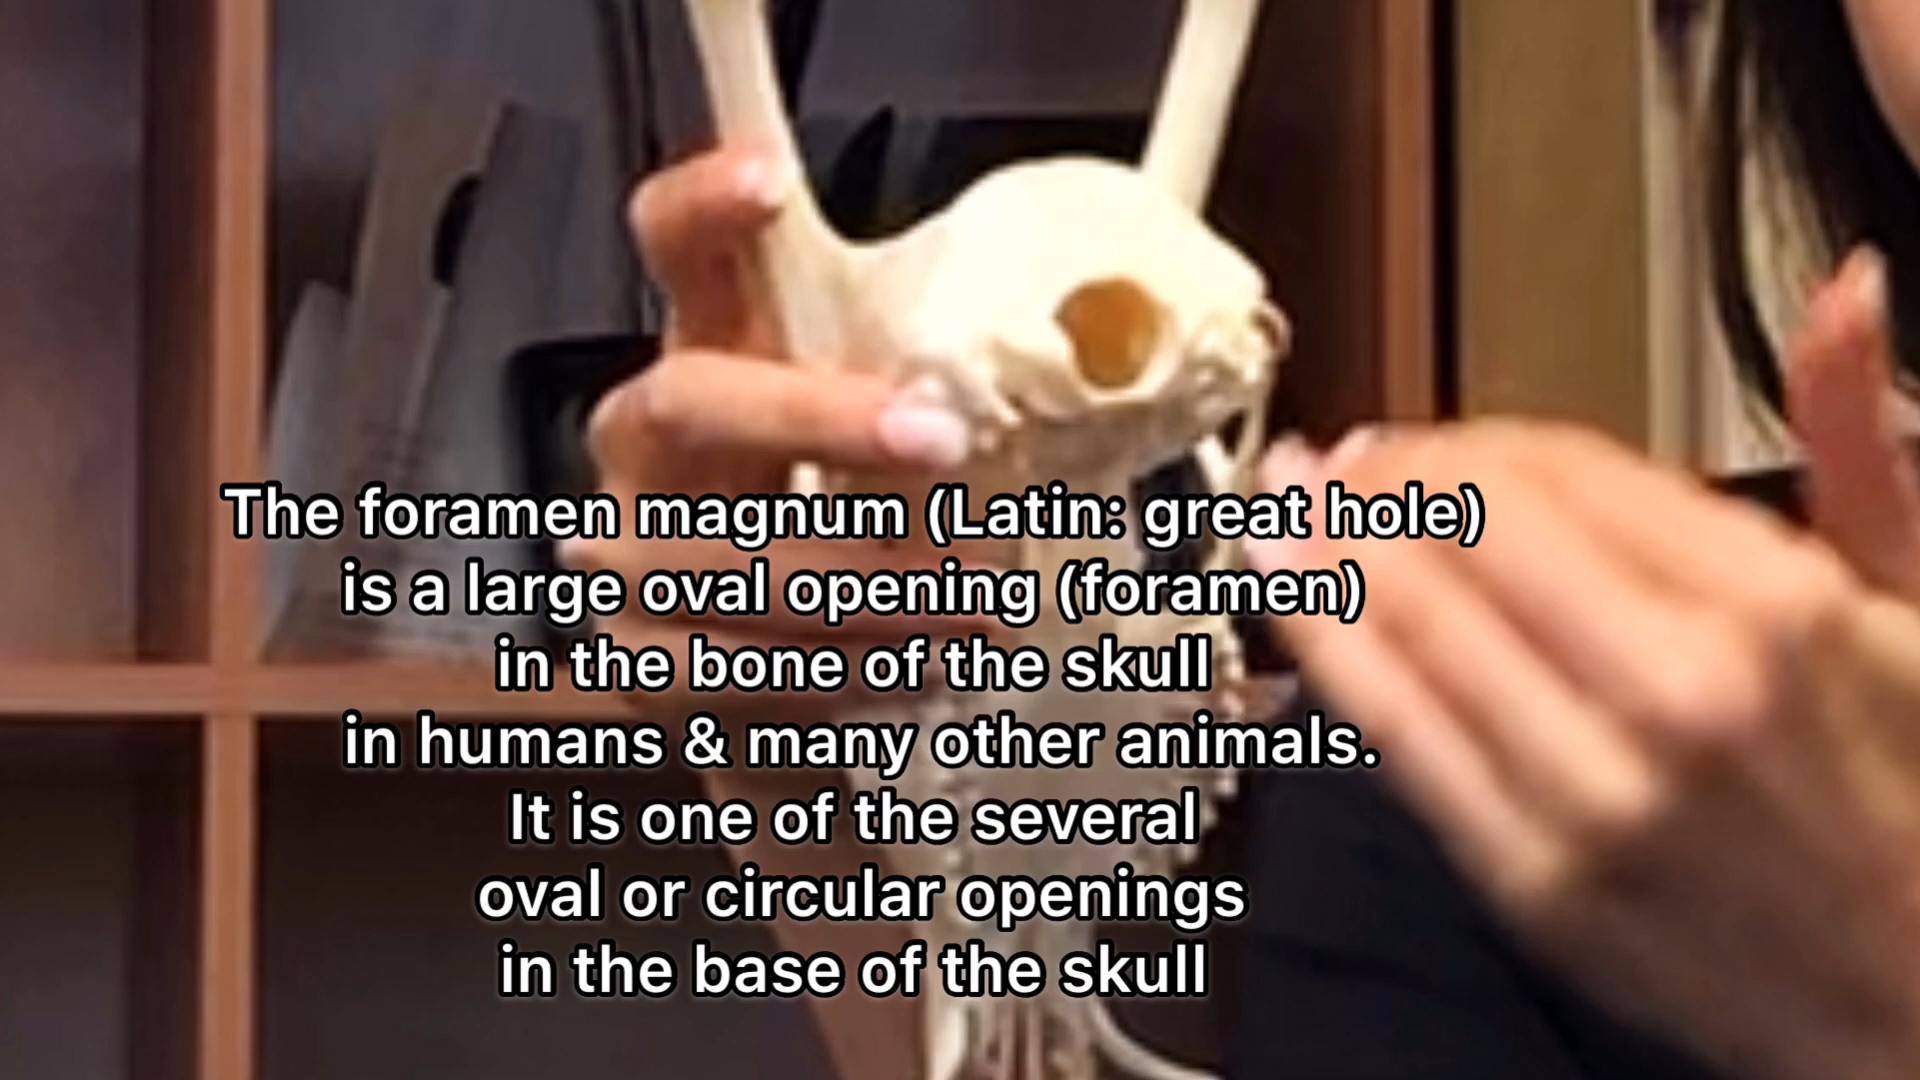 The foramen magnum (Latin: great hole)
is a large oval opening (foramen)
in the bone of the skull
in humans & many other animals.
It is one of the several
oval or circular openings
in the base of the skull